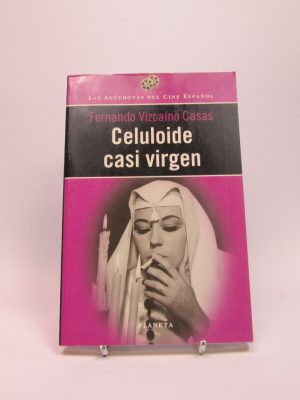 Las Anécdotas del Cine Español
Fernando Vizcaíno Casas
Celuloide
casi virgen
PLANETA